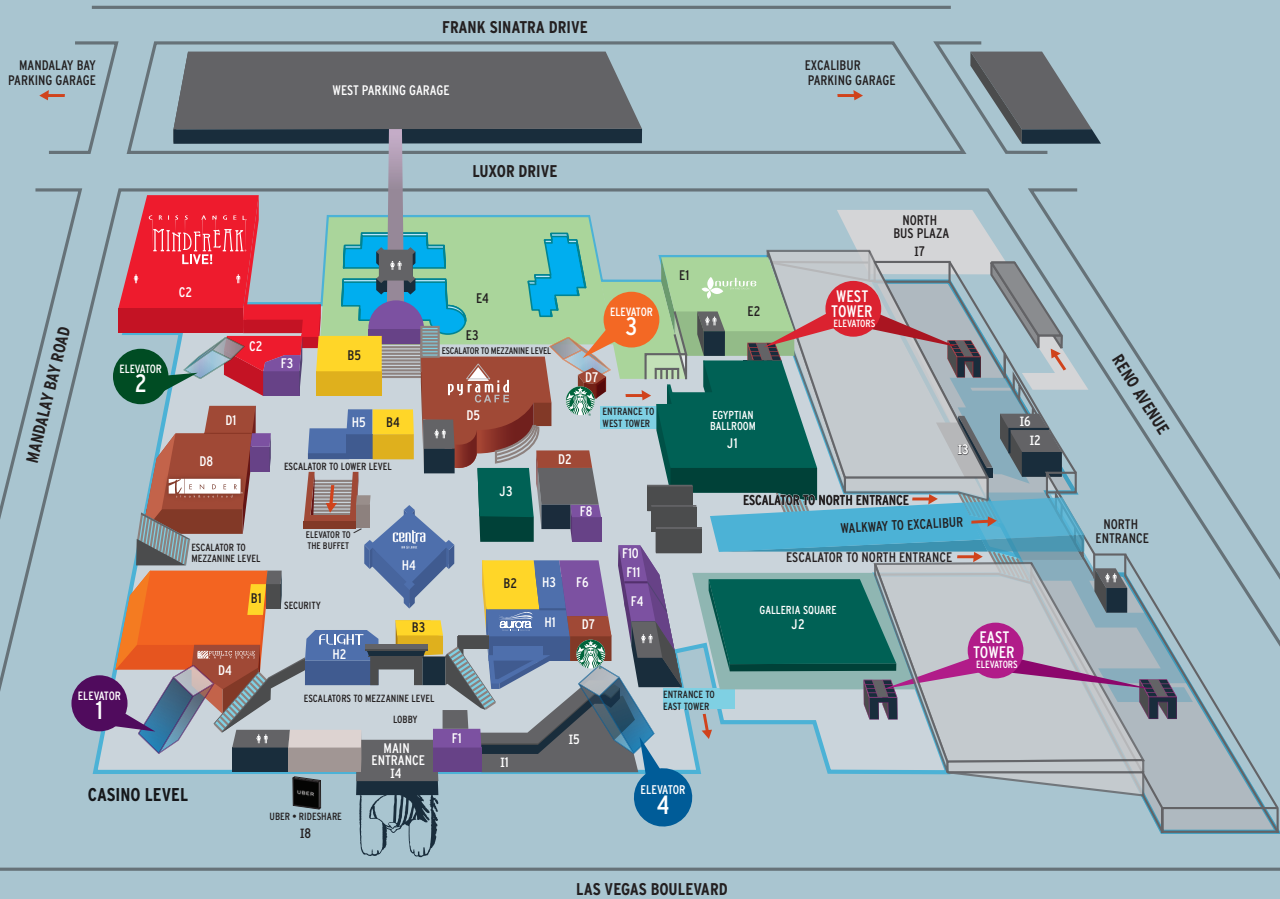 FRANK SINATRA DRIVE
MANDALAY BAY
PARKING GARAGE
EXCALIBUR
PARKING GARAGE
WEST PARKING GARAGE
LUXOR DRIVE
CRISS ANGEL
MINDFREAK
LIVE!
C2
NORTH
BUS PLAZA
I7
E1
nurture
E2
E4
E3
WEST
TOWER
ELEVATORS
ELEVATOR
3
MANDALAY BAY ROAD
RENO AVENUE
ELEVATOR
2
C2
F3
B5
ESCALATOR TO MEZZANINE LEVEL
pyramid
CAFE
D5
D7
ENTRANCE TO
WEST TOWER
EGYPTIAN
BALLROOM
J1
I6
I2
I3
D1
H5
B4
D8
TENDER
ESCALATOR TO LOWER LEVEL
D2
J3
F8
ESCALATOR TO NORTH ENTRANCE
WALKWAY TO EXCALIBUR
NORTH
ENTRANCE
ESCALATOR TO NORTH ENTRANCE
ELEVATOR TO
THE BUFFET
ESCALATOR TO
MEZZANINE LEVEL
centra
H4
F10
F11
F4
B2
H3
F6
B1
SECURITY
aurora
H1
D7
GALLERIA SQUARE
J2
B3
FLIGHT
H2
PUBLIC HOUSE
D4
EAST
TOWER
ELEVATORS
ELEVATOR
1
ESCALATORS TO MEZZANINE LEVEL
ENTRANCE TO
EAST TOWER
LOBBY
MAIN
ENTRANCE
I4
F1
I1
I5
CASINO LEVEL
UBER
UBER • RIDESHARE
I8
ELEVATOR
4
LAS VEGAS BOULEVARD